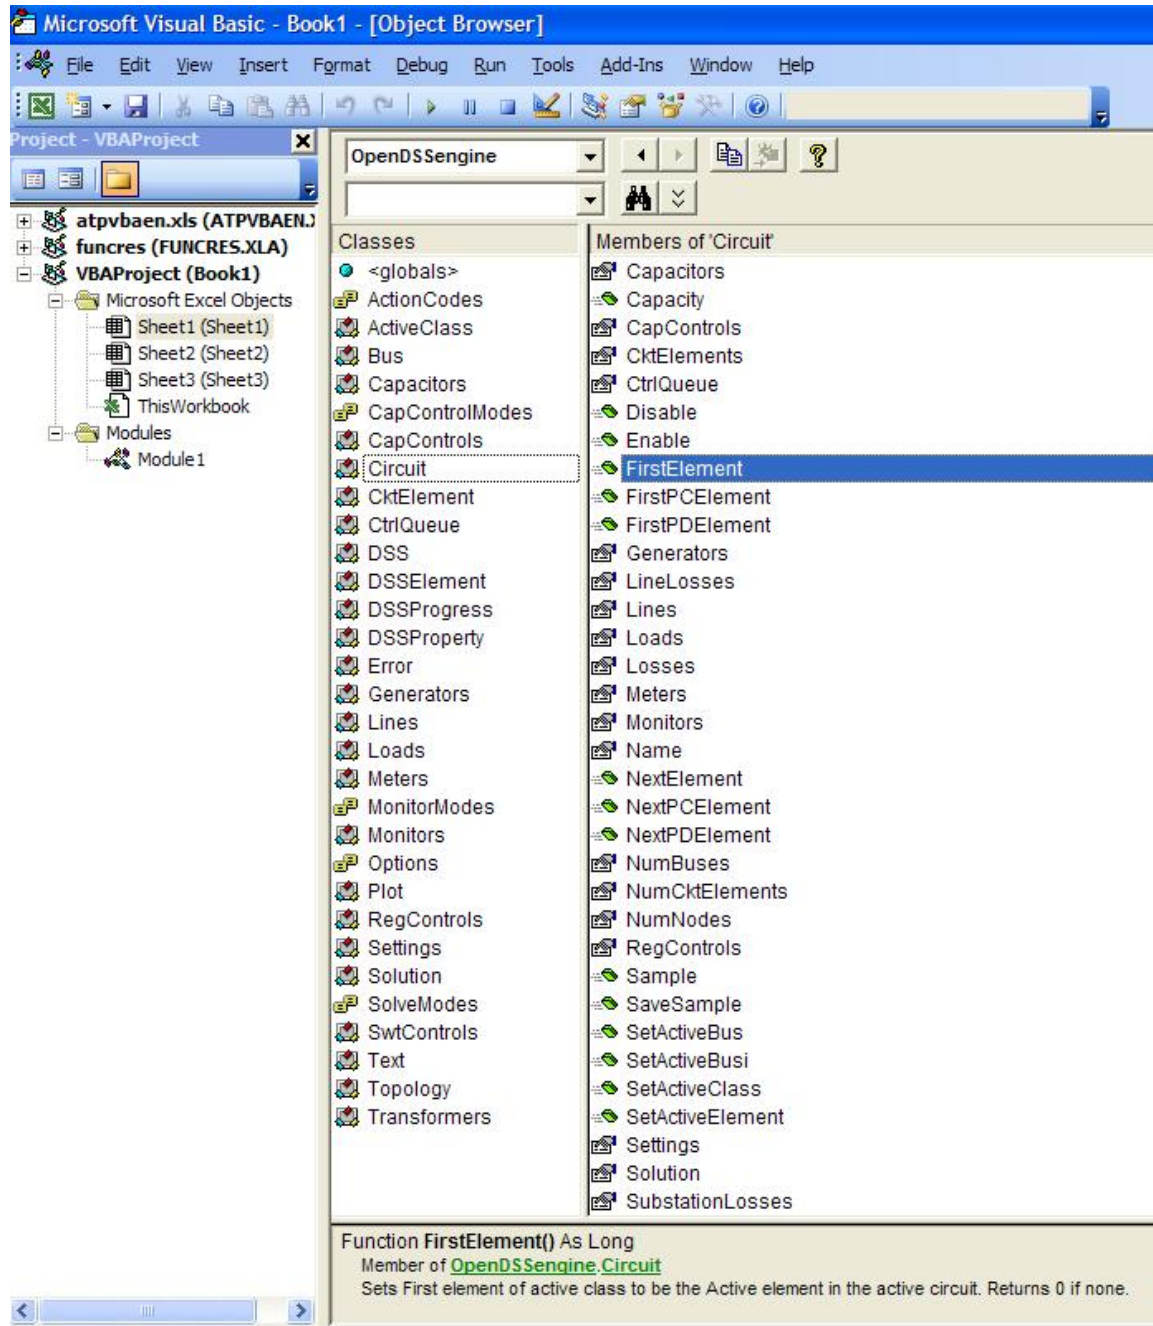 Microsoft Visual Basic - Book1 - [Object Browser]
File Edit View Insert Format Debug Run Tools Add-Ins Window Help
Project - VBAProject
OpenDSSengine
atpvbaen.xls (ATPVBAEN.X
funcres (FUNCRES.XLA)
VBAProject (Book1)
Microsoft Excel Objects
Sheet1 (Sheet1)
Sheet2 (Sheet2)
Sheet3 (Sheet3)
ThisWorkbook
Modules
Module1
Classes
<globals>
ActionCodes
ActiveClass
Bus
Capacitors
CapControlModes
CapControls
Circuit
CktElement
CtrlQueue
DSS
DSSElement
DSSProgress
DSSProperty
Error
Generators
Lines
Loads
Meters
MonitorModes
Monitors
Options
Plot
RegControls
Settings
Solution
SolveModes
SwtControls
Text
Topology
Transformers
Members of 'Circuit'
Capacitors
Capacity
CapControls
CktElements
CtrlQueue
Disable
Enable
FirstElement
FirstPCElement
FirstPDElement
Generators
LineLosses
Lines
Loads
Losses
Meters
Monitors
Name
NextElement
NextPCElement
NextPDElement
NumBuses
NumCktElements
NumNodes
RegControls
Sample
SaveSample
SetActiveBus
SetActiveBusi
SetActiveClass
SetActiveElement
Settings
Solution
SubstationLosses
Function FirstElement() As Long
Member of OpenDSSengine.Circuit
Sets First element of active class to be the Active element in the active circuit. Returns 0 if none.